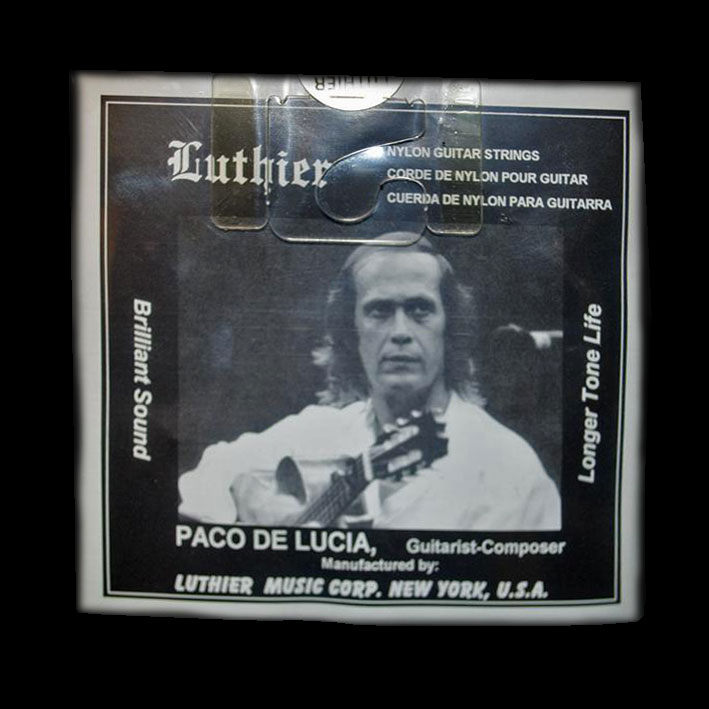 LUTHIER
Luthier
NYLON GUITAR STRINGS
CORDE DE NYLON POUR GUITAR
CUERDA DE NYLON PARA GUITARRA
Brilliant Sound
Longer Tone Life
PACO DE LUCIA, Guitarist-Composer
Manufactured by:
LUTHIER MUSIC CORP. NEW YORK, U.S.A.